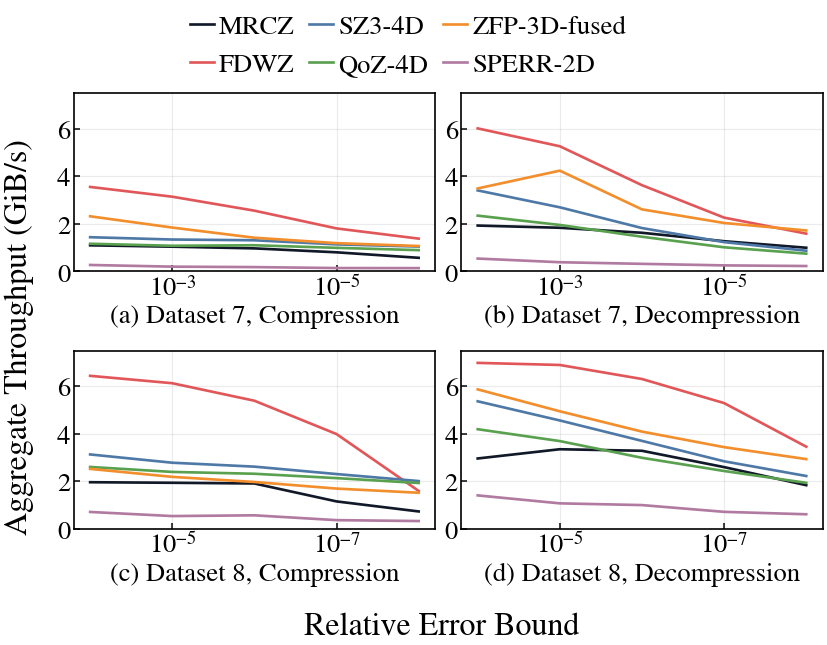 MRCZ SZ3-4D ZFP-3D-fused
FDWZ QoZ-4D SPERR-2D
Aggregate Throughput (GiB/s)
6
4
2
0
10⁻³ 10⁻⁵
(a) Dataset 7, Compression
6
4
2
0
10⁻³ 10⁻⁵
(b) Dataset 7, Decompression
6
4
2
0
10⁻⁵ 10⁻⁷
(c) Dataset 8, Compression
6
4
2
0
10⁻⁵ 10⁻⁷
(d) Dataset 8, Decompression
Relative Error Bound